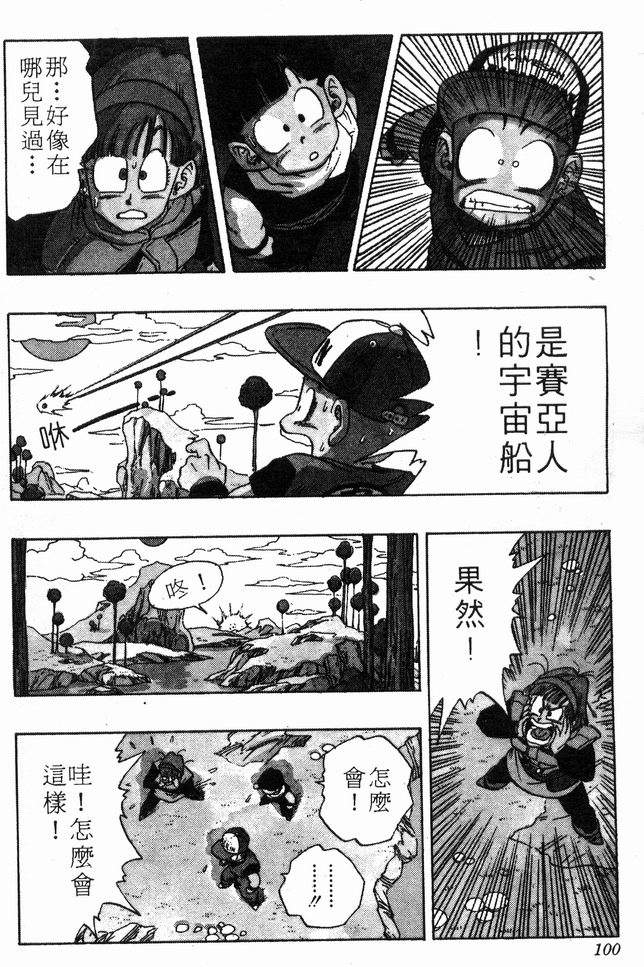 那…好像在
哪兒見過…
是賽亞人
的宇宙船
！
咻
果然！
咚！
怎麼
會！
……!!
哇！怎麼會
這樣！
100